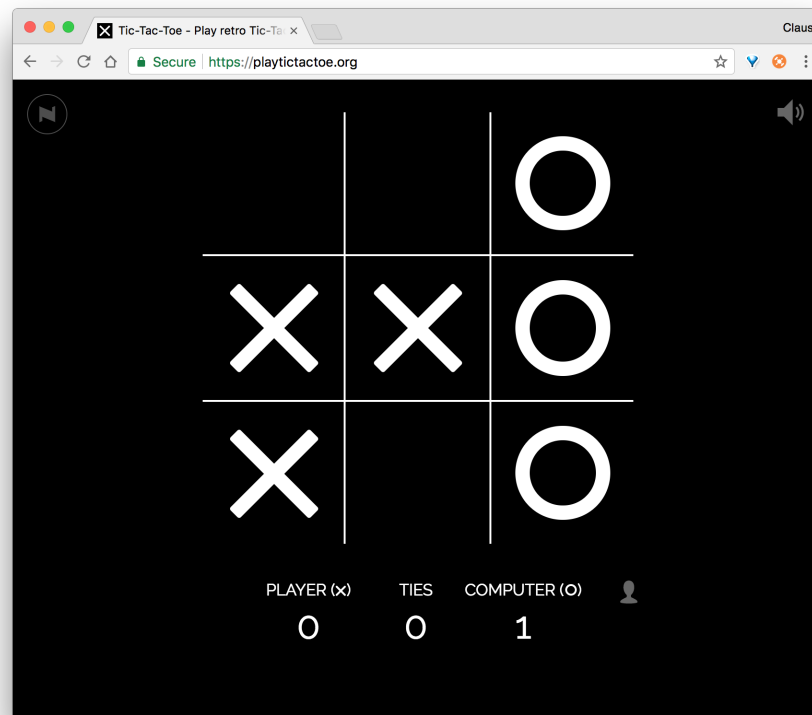 Tic-Tac-Toe - Play retro Tic-Ta
Claus
Secure https://playtictactoe.org
PLAYER (×) TIES COMPUTER (O)
0 0 1